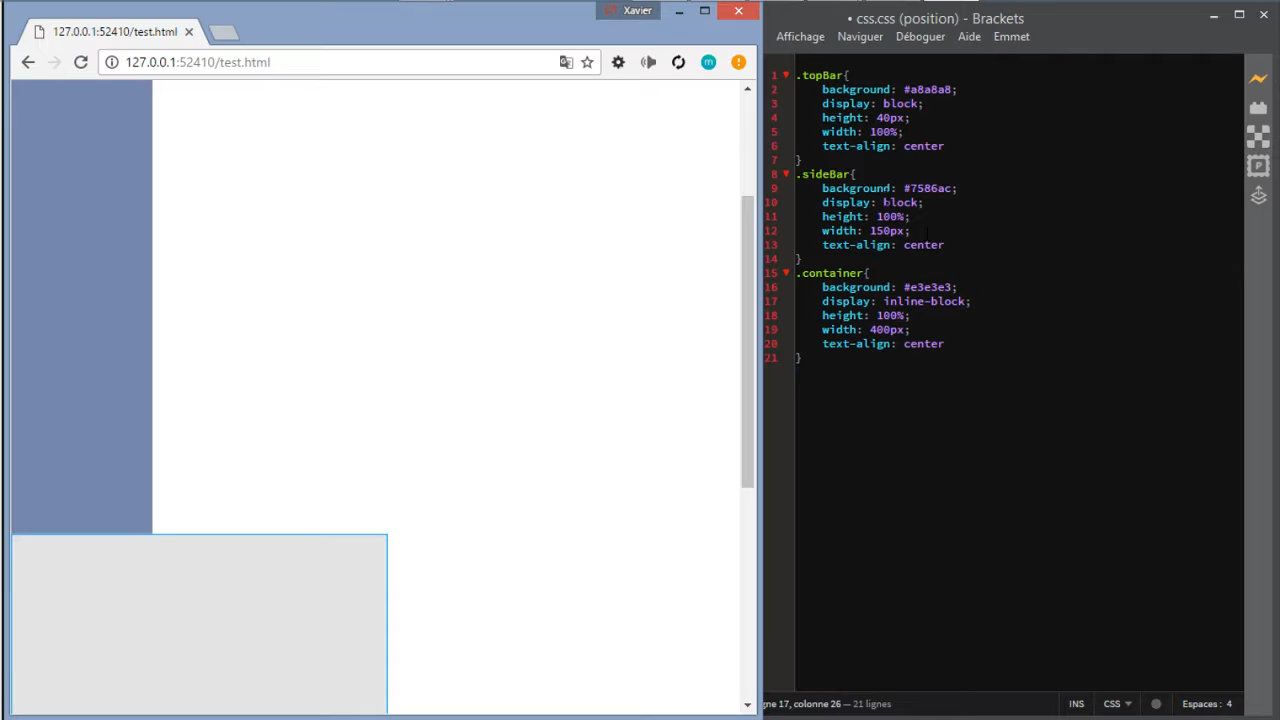 Xavier
127.0.0.1:52410/test.html
127.0.0.1:52410/test.html
m
• css.css (position) - Brackets
Affichage Naviguer Déboguer Aide Emmet
1 .topBar{
2 background: #a8a8a8;
3 display: block;
4 height: 40px;
5 width: 100%;
6 text-align: center
7 }
8 .sideBar{
9 background: #7586ac;
10 display: block;
11 height: 100%;
12 width: 150px;
13 text-align: center
14 }
15 .container{
16 background: #e3e3e3;
17 display: inline-block;
18 height: 100%;
19 width: 400px;
20 text-align: center
21 }
P
gne 17, colonne 26 — 21 lignes INS CSS Espaces: 4